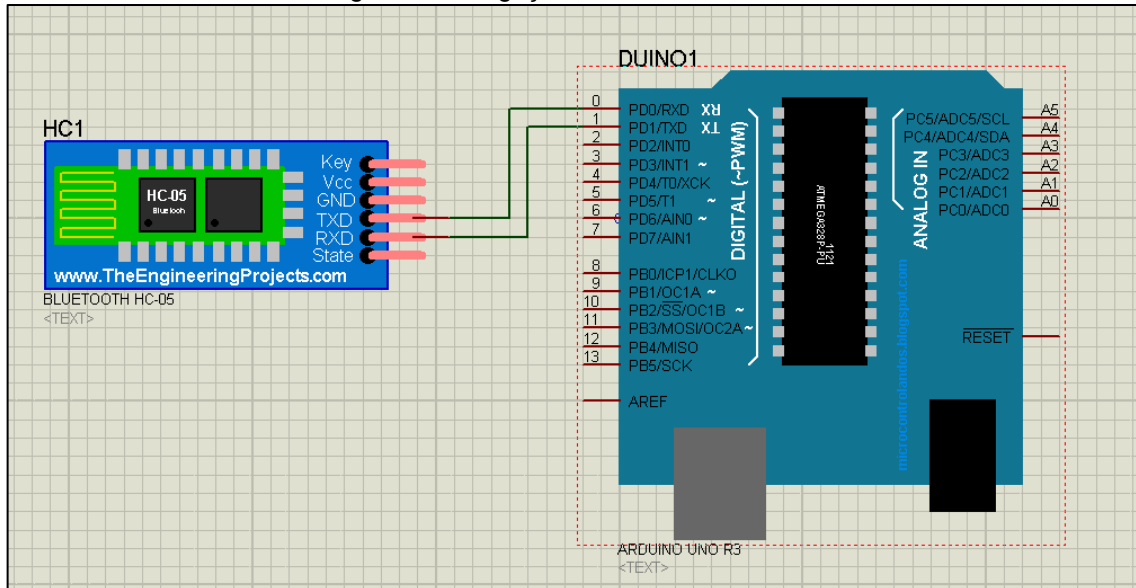 HC1
HC-05
Bluetooth
Key
Vcc
GND
TXD
RXD
State
www.TheEngineeringProjects.com
BLUETOOTH HC-05
<TEXT>
DUINO1
0 PD0/RXD RX
1 PD1/TXD TX
2 PD2/INT0
3 PD3/INT1 ~
4 PD4/T0/XCK
5 PD5/T1 ~
6 PD6/AIN0 ~
7 PD7/AIN1
8 PB0/ICP1/CLKO
9 PB1/OC1A ~
10 PB2/SS/OC1B ~
11 PB3/MOSI/OC2A ~
12 PB4/MISO
13 PB5/SCK
AREF
DIGITAL (~PWM)
ATMEGA328P-PU
1121
ANALOG IN
PC5/ADC5/SCL A5
PC4/ADC4/SDA A4
PC3/ADC3 A3
PC2/ADC2 A2
PC1/ADC1 A1
PC0/ADC0 A0
RESET
microcontrolandos.blogspot.com
ARDUINO UNO R3
<TEXT>